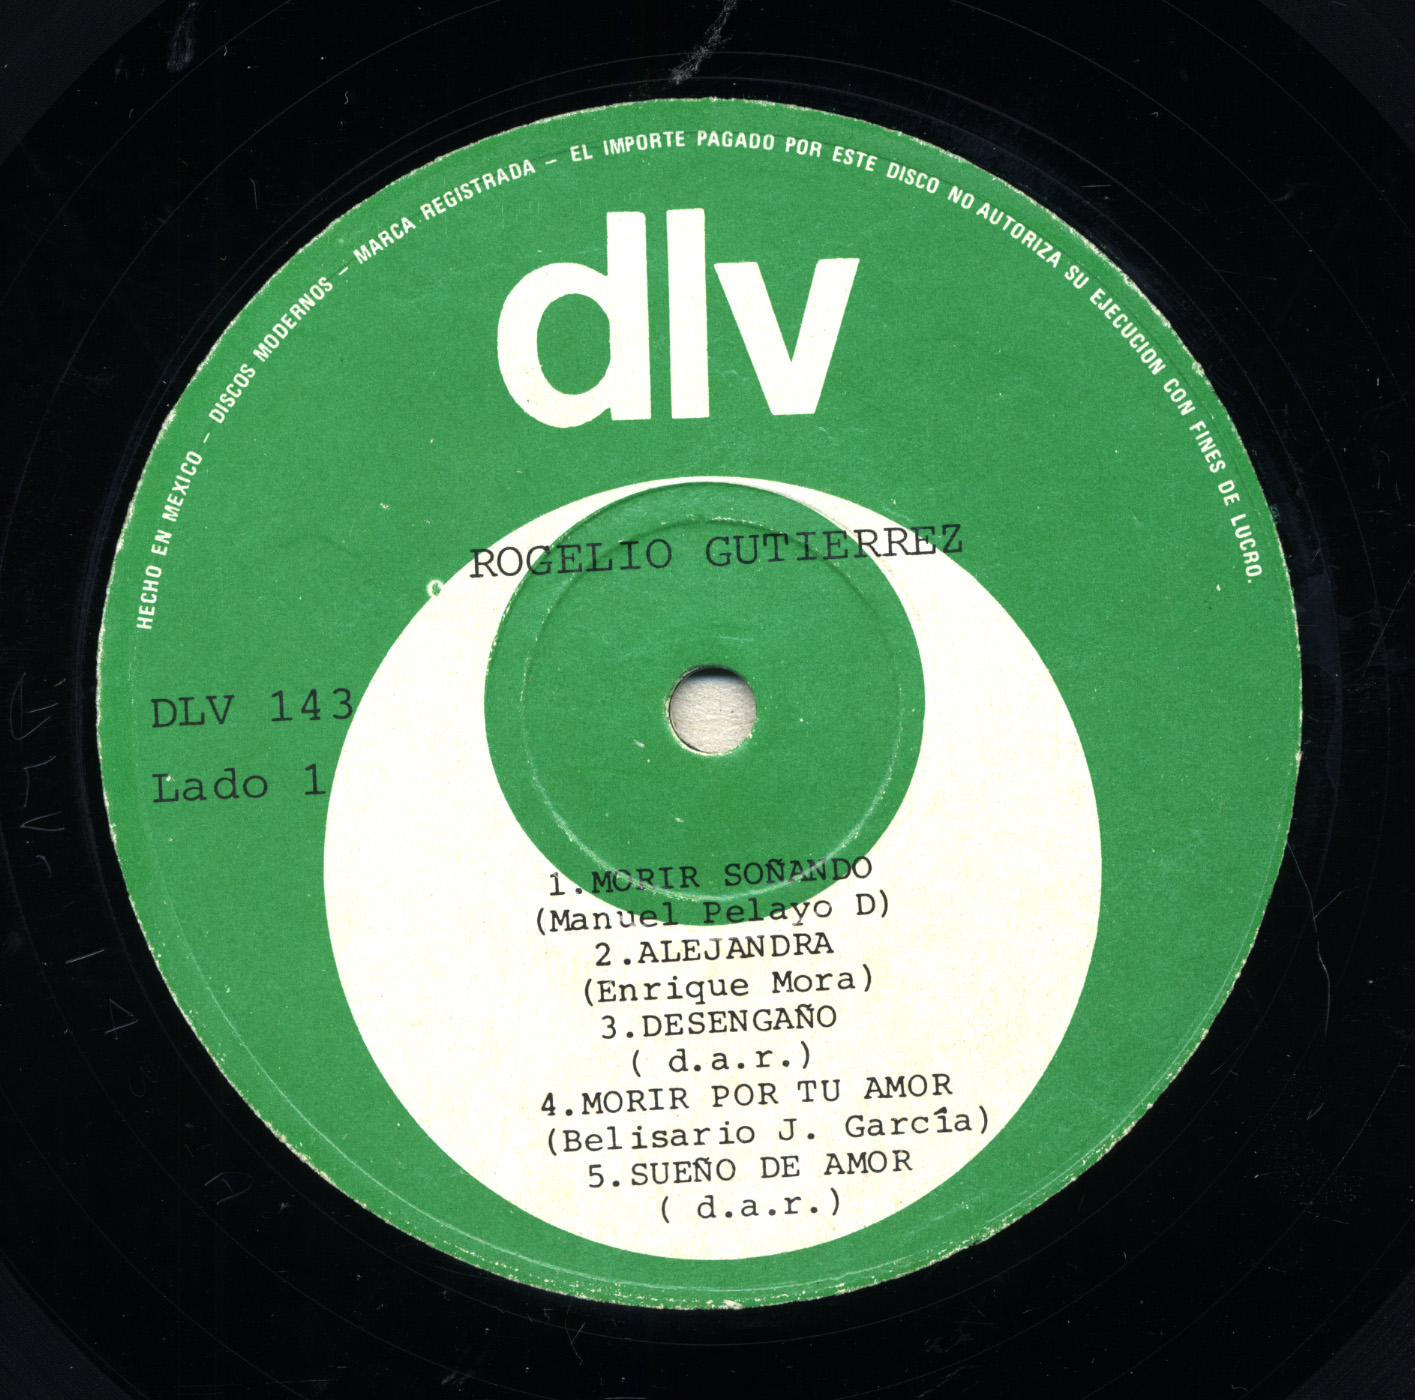 HECHO EN MEXICO - DISCOS MODERNOS - MARCA REGISTRADA - EL IMPORTE PAGADO POR ESTE DISCO NO AUTORIZA SU EJECUCION CON FINES DE LUCRO.
dlv
ROGELIO GUTIERREZ
DLV 143
Lado 1
1.MORIR SOÑANDO
(Manuel Pelayo D)
2.ALEJANDRA
(Enrique Mora)
3.DESENGAÑO
( d.a.r.)
4.MORIR POR TU AMOR
(Belisario J. García)
5.SUEÑO DE AMOR
( d.a.r.)